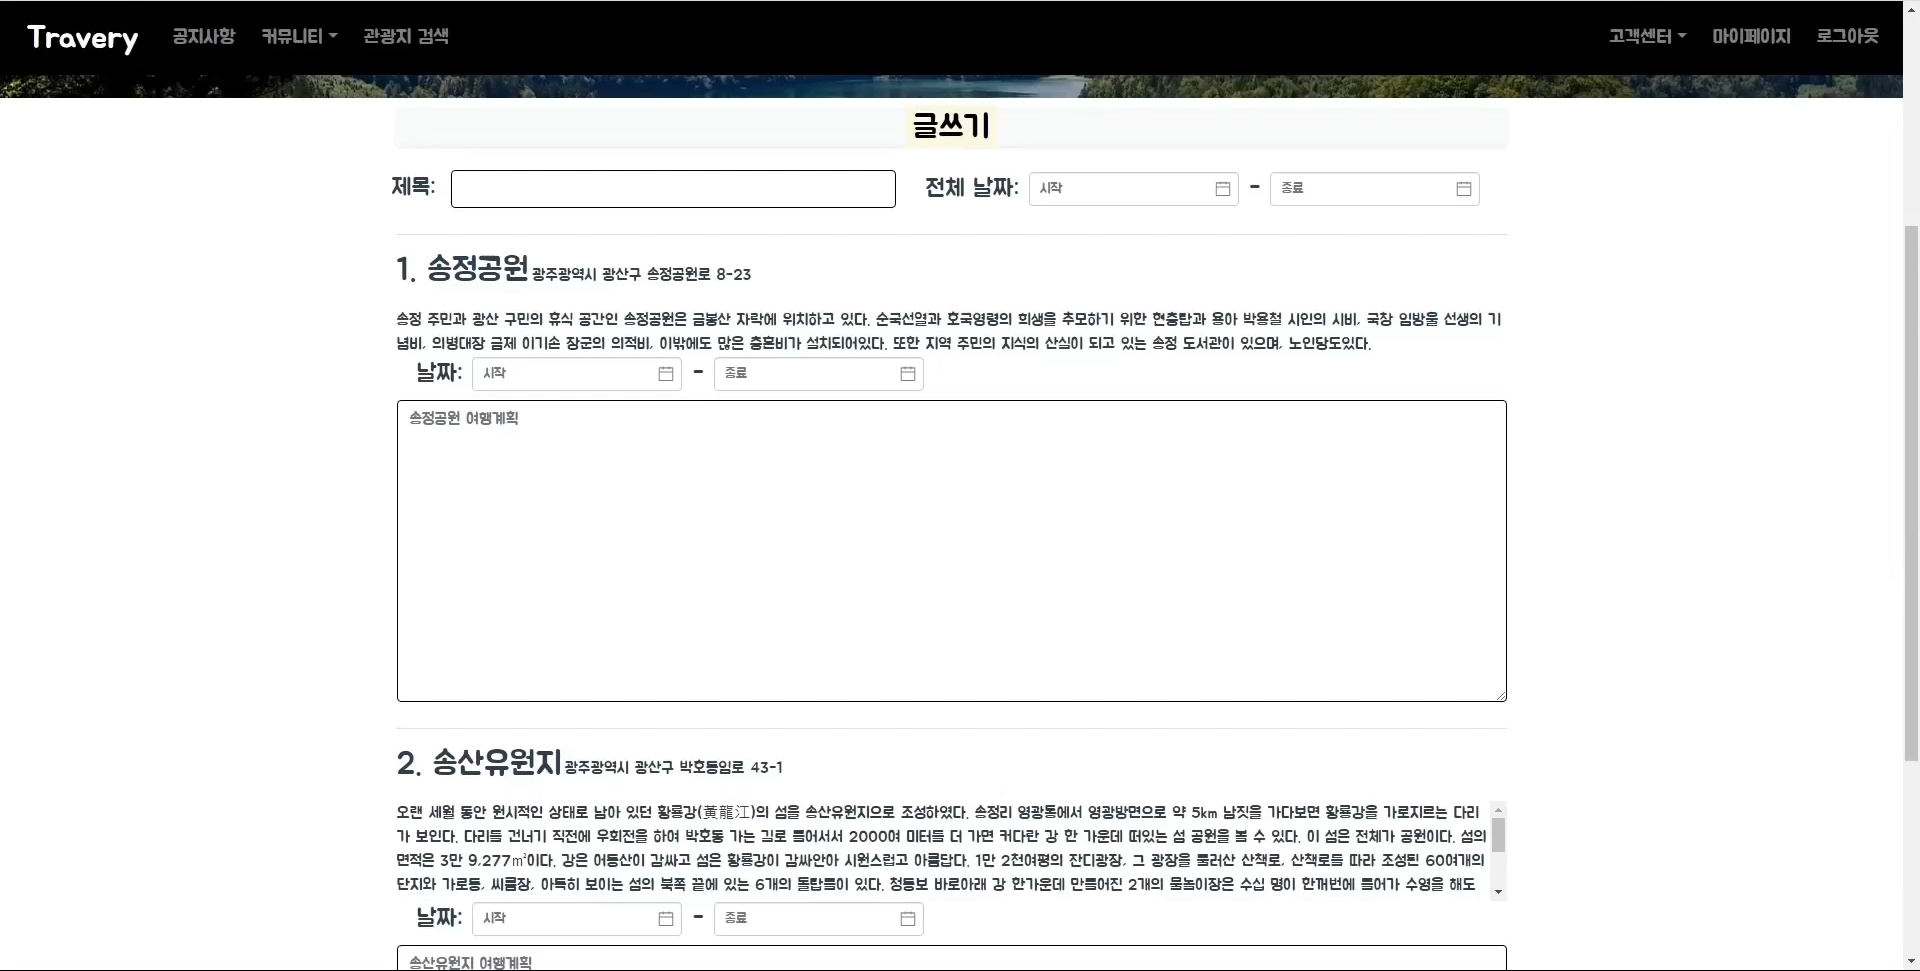 Travery 공지사항 커뮤니티 관광지 검색 고객센터 마이페이지 로그아웃
글쓰기
제목: 전체 날짜: 시작 - 종료
1. 송정공원 광주광역시 광산구 송정공원로 8-23
송정 주민과 광산 구민의 휴식 공간인 송정공원은 금봉산 자락에 위치하고 있다. 순국선열과 호국영령의 희생을 추모하기 위한 현충탑과 용아 박용철 시인의 시비, 국창 임방울 선생의 기
념비, 의병대장 금제 이기손 장군의 의적비, 이밖에도 많은 충혼비가 설치되어있다. 또한 지역 주민의 지식의 산실이 되고 있는 송정 도서관이 있으며, 노인당도있다.
날짜: 시작 - 종료
송정공원 여행계획
2. 송산유원지 광주광역시 광산구 박호등임로 43-1
오랜 세월 동안 원시적인 상태로 남아 있던 황룡강(黃龍江)의 섬을 송산유원지으로 조성하였다. 송정리 영광통에서 영광방면으로 약 5km 남짓을 가다보면 황룡강을 가로지르는 다리
가 보인다. 다리를 건너기 직전에 우회전을 하여 박호동 가는 길로 들어서서 2000여 미터를 더 가면 커다란 강 한 가운데 떠있는 섬 공원을 볼 수 있다. 이 섬은 전체가 공원이다. 섬의
면적은 3만 9,277㎡이다. 강은 어등산이 감싸고 섬은 황룡강이 감싸안아 시원스럽고 아름답다. 1만 2천여평의 잔디광장, 그 광장을 둘러산 산책로, 산책로를 따라 조성된 60여개의
단지와 가로등, 씨름장, 아득히 보이는 섬의 북쪽 끝에 있는 6개의 돌탑들이 있다. 청동보 바로아래 강 한가운데 만들어진 2개의 물놀이장은 수십 명이 한꺼번에 들어가 수영을 해도
날짜: 시작 - 종료
송산유원지 여행계획